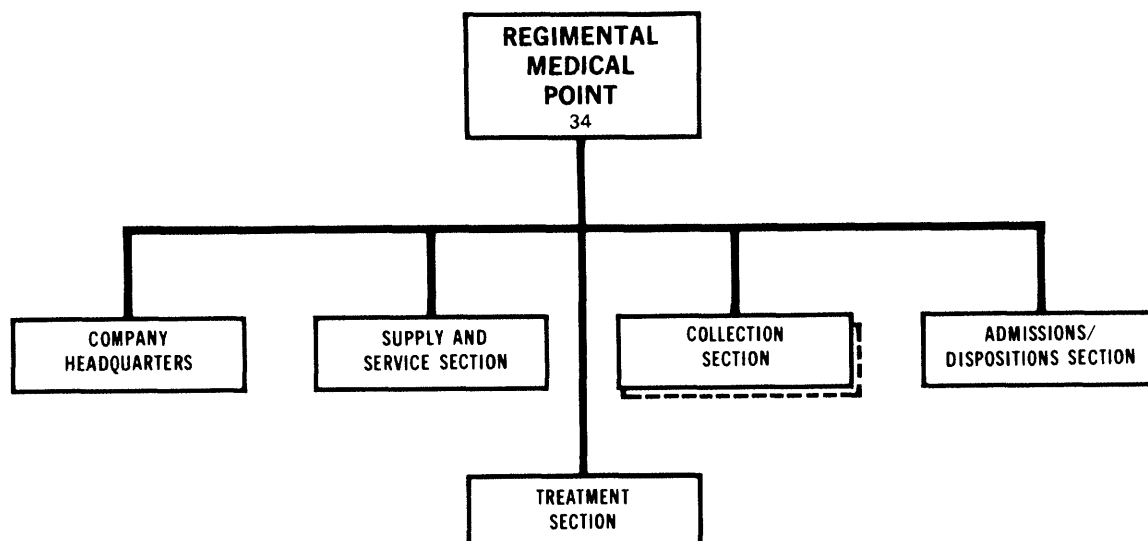 REGIMENTAL
MEDICAL
POINT
34
COMPANY
HEADQUARTERS
SUPPLY AND
SERVICE SECTION
COLLECTION
SECTION
ADMISSIONS/
DISPOSITIONS SECTION
TREATMENT
SECTION